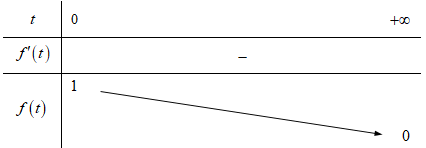 t 0 +∞
f′(t) −
1
f(t)
0